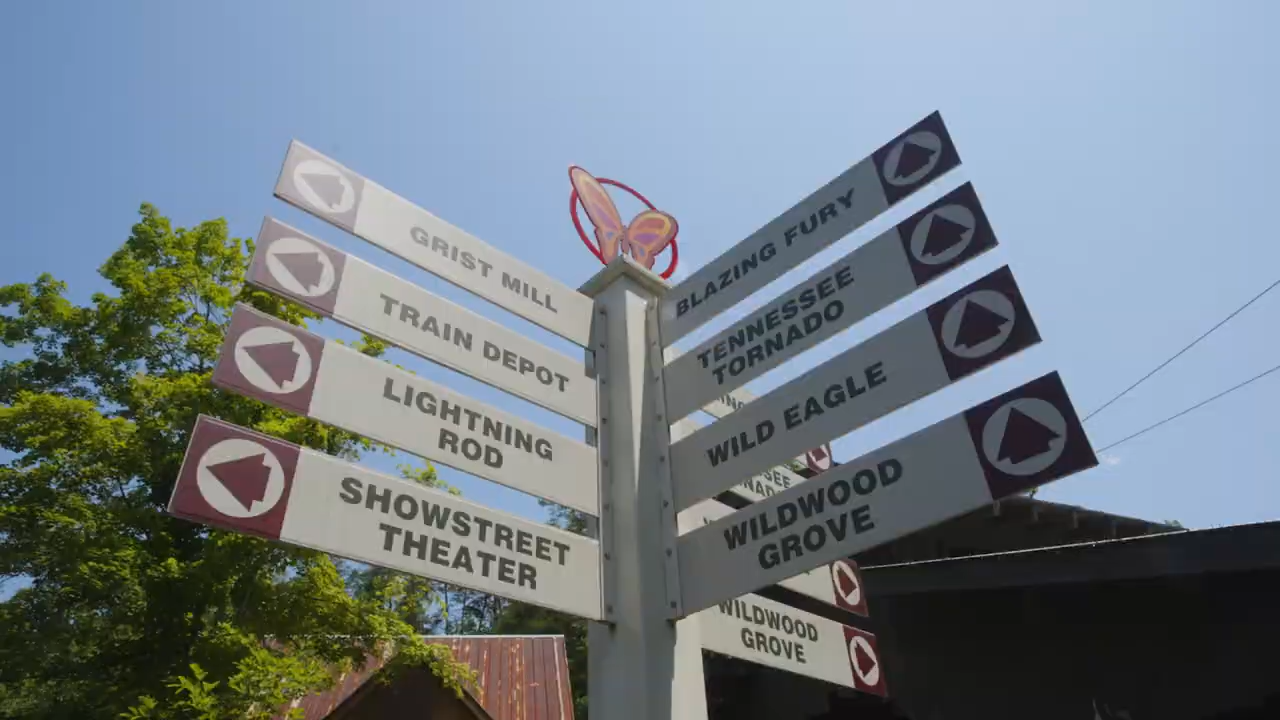 GRIST MILL
TRAIN DEPOT
LIGHTNING
ROD
SHOWSTREET
THEATER
BLAZING FURY
TENNESSEE
TORNADO
WILD EAGLE
WILDWOOD
GROVE
WILDWOOD
GROVE